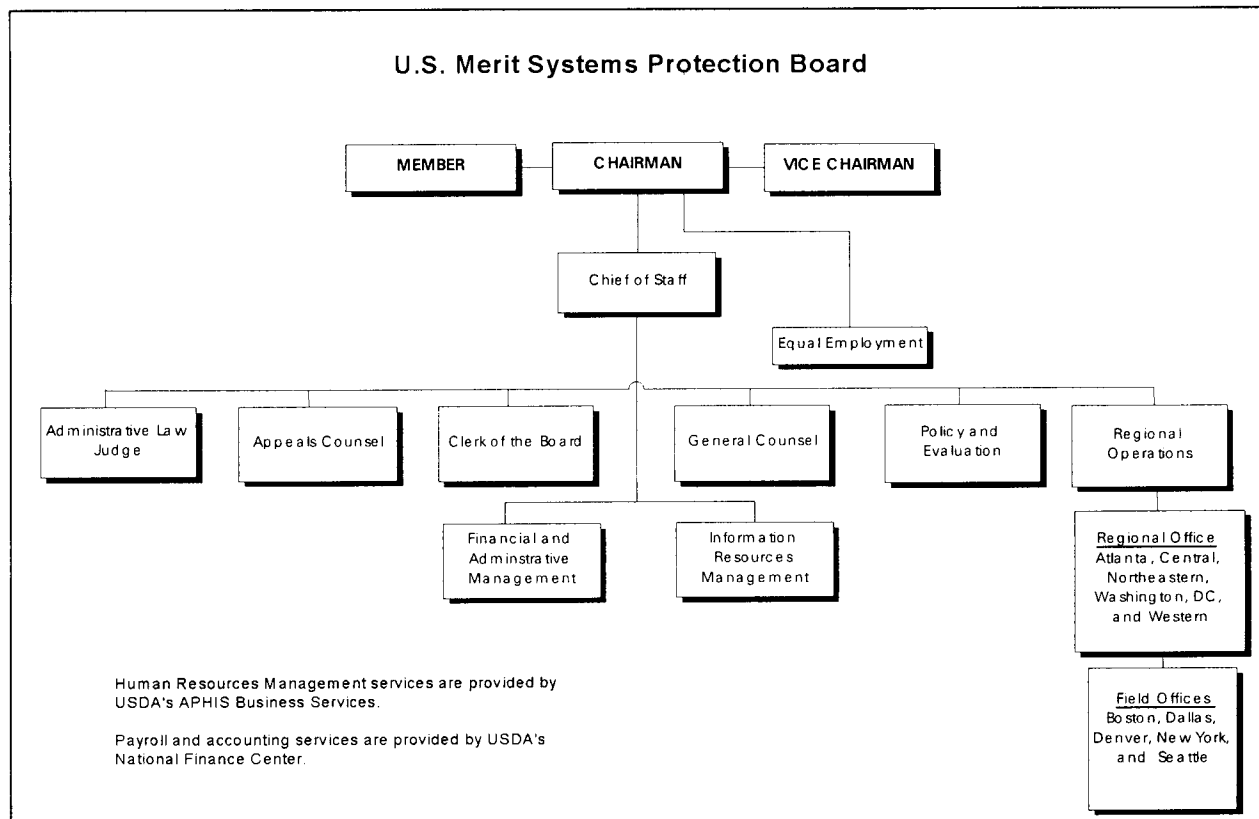 U.S. Merit Systems Protection Board
MEMBER
CHAIRMAN
VICE CHAIRMAN
Chief of Staff
Equal Employment
Administrative Law
Judge
Appeals Counsel
Clerk of the Board
General Counsel
Policy and
Evaluation
Regional
Operations
Financial and
Adminstrative
Management
Information
Resources
Management
Regional Office
Atlanta, Central,
Northeastern,
Washington, DC,
and Western
Human Resources Management services are provided by
USDA's APHIS Business Services.
Payroll and accounting services are provided by USDA's
National Finance Center.
Field Offices
Boston, Dallas,
Denver, New York,
and Seattle